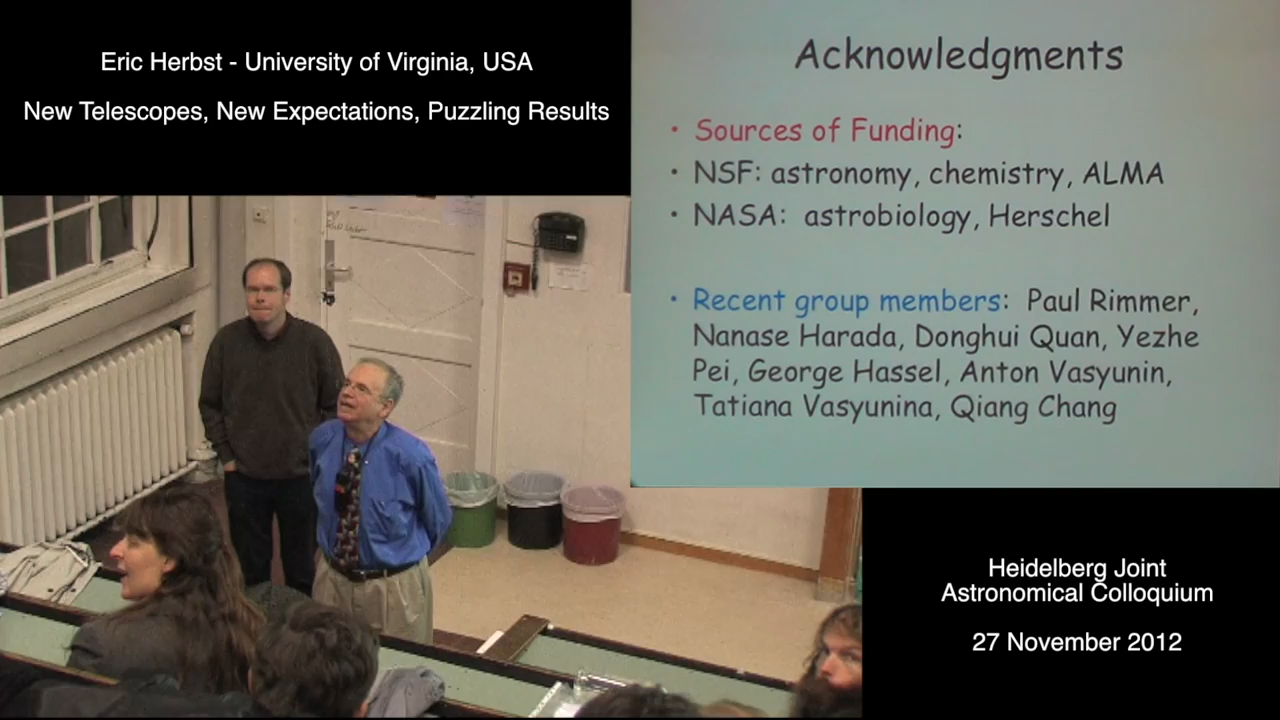 Eric Herbst - University of Virginia, USA
New Telescopes, New Expectations, Puzzling Results
Acknowledgments
• Sources of Funding:
• NSF: astronomy, chemistry, ALMA
• NASA: astrobiology, Herschel
• Recent group members: Paul Rimmer,
Nanase Harada, Donghui Quan, Yezhe
Pei, George Hassel, Anton Vasyunin,
Tatiana Vasyunina, Qiang Chang
Heidelberg Joint
Astronomical Colloquium
27 November 2012